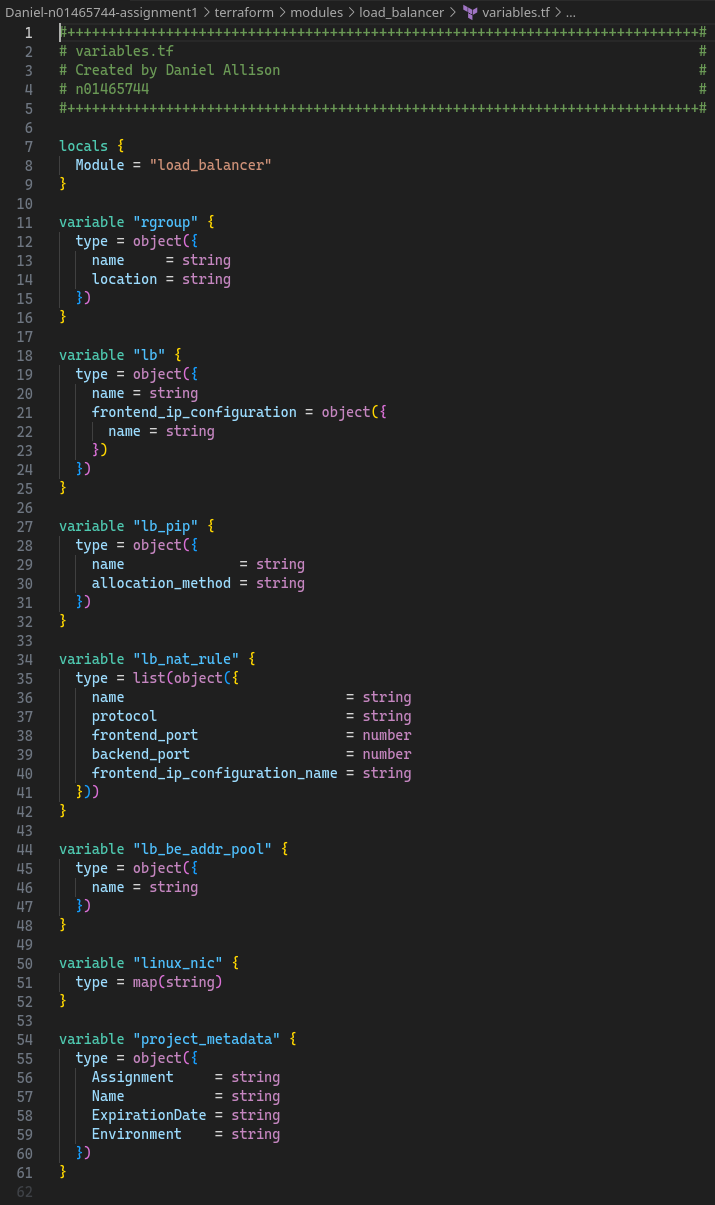 Daniel-n01465744-assignment1 > terraform > modules > load_balancer > variables.tf > ...
1 #+++++++++++++++++++++++++++++++++++++++++++++++++++++++++++++++++++++++++++++#
2 # variables.tf                                                                #
3 # Created by Daniel Allison                                                   #
4 # n01465744                                                                   #
5 #+++++++++++++++++++++++++++++++++++++++++++++++++++++++++++++++++++++++++++++#
6
7 locals {
8   Module = "load_balancer"
9 }
10
11 variable "rgroup" {
12   type = object({
13     name     = string
14     location = string
15   })
16 }
17
18 variable "lb" {
19   type = object({
20     name = string
21     frontend_ip_configuration = object({
22       name = string
23     })
24   })
25 }
26
27 variable "lb_pip" {
28   type = object({
29     name              = string
30     allocation_method = string
31   })
32 }
33
34 variable "lb_nat_rule" {
35   type = list(object({
36     name                           = string
37     protocol                       = string
38     frontend_port                  = number
39     backend_port                   = number
40     frontend_ip_configuration_name = string
41   }))
42 }
43
44 variable "lb_be_addr_pool" {
45   type = object({
46     name = string
47   })
48 }
49
50 variable "linux_nic" {
51   type = map(string)
52 }
53
54 variable "project_metadata" {
55   type = object({
56     Assignment     = string
57     Name           = string
58     ExpirationDate = string
59     Environment    = string
60   })
61 }
62